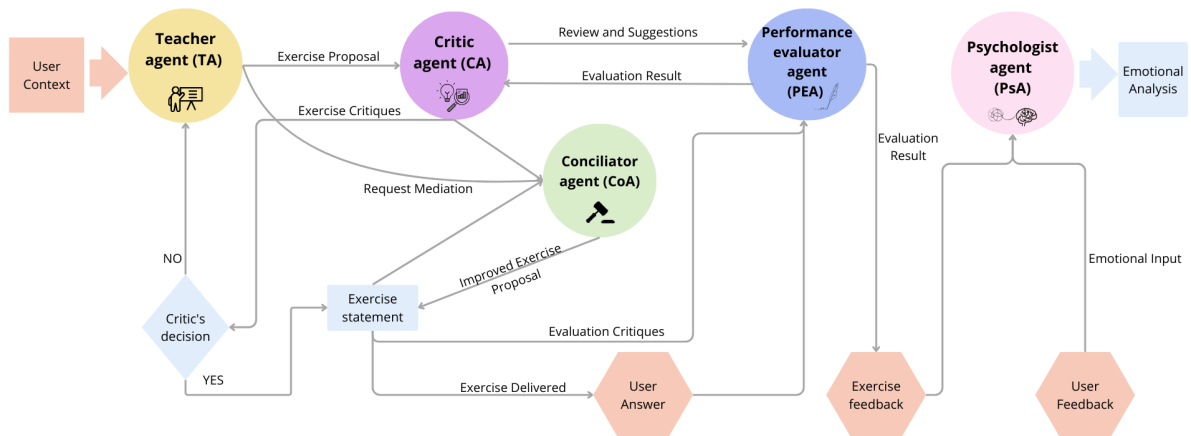 User
Context
Teacher
agent (TA)
Exercise Proposal
Critic
agent (CA)
Review and Suggestions
Evaluation Result
Performance
evaluator
agent
(PEA)
Psychologist
agent
(PsA)
Emotional
Analysis
Exercise Critiques
Evaluation
Result
Conciliator
agent (CoA)
Request Mediation
NO
Improved Exercise
Proposal
Emotional Input
Critic's
decision
Exercise
statement
Evaluation Critiques
YES
Exercise Delivered
User
Answer
Exercise
feedback
User
Feedback